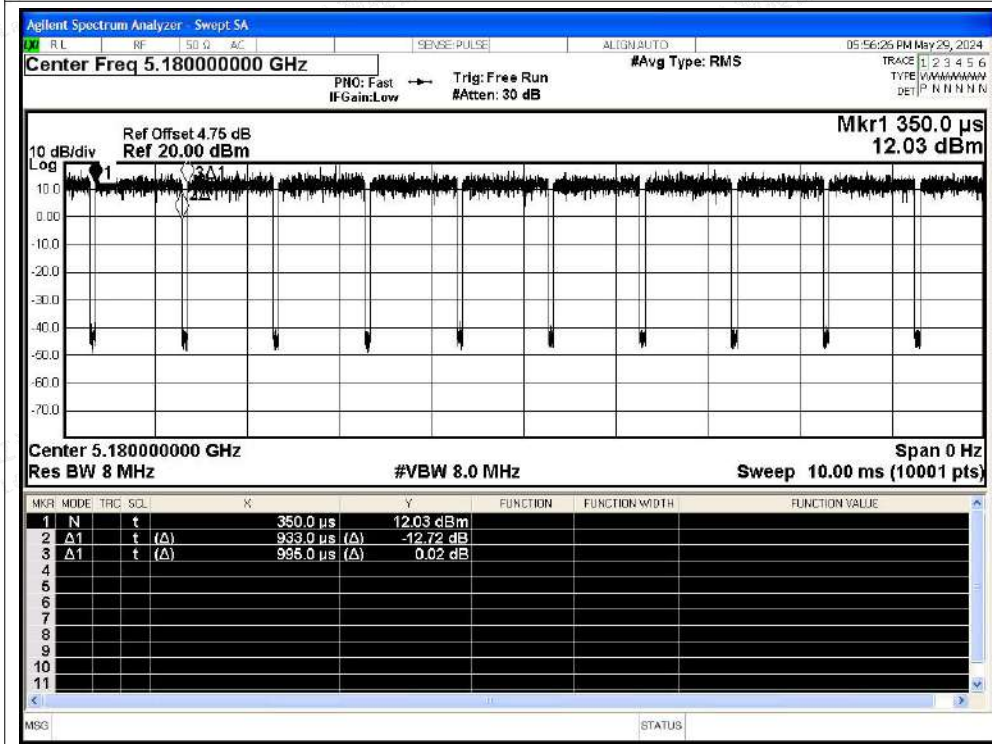 Agilent Spectrum Analyzer - Swept SA
LXI RL RF 50 Ω AC SENSE:PULSE ALIGN AUTO 05:56:26 PM May 29, 2024
Center Freq 5.180000000 GHz #Avg Type: RMS TRACE 1 2 3 4 5 6
PNO: Fast Trig: Free Run TYPE
IFGain:Low #Atten: 30 dB DET P N N N N N
Mkr1 350.0 µs
Ref Offset 4.75 dB
10 dB/div Ref 20.00 dBm 12.03 dBm
Log
1 3Δ1
10.0
0.00
-10.0
-20.0
-30.0
-40.0
-50.0
-60.0
-70.0
Center 5.180000000 GHz Span 0 Hz
Res BW 8 MHz #VBW 8.0 MHz Sweep 10.00 ms (10001 pts)
MKR MODE TRC SCL X Y FUNCTION FUNCTION WIDTH FUNCTION VALUE
1 N t 350.0 µs 12.03 dBm
2 Δ1 t (Δ) 933.0 µs (Δ) -12.72 dB
3 Δ1 t (Δ) 995.0 µs (Δ) 0.02 dB
4
5
6
7
8
9
10
11
MSG STATUS